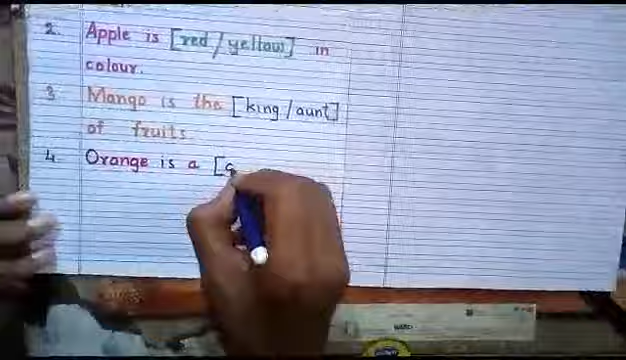 2. Apple is [red/yellow] in
colour.
3 Mango is the [king/aunt]
of fruits
4. Orange is a [